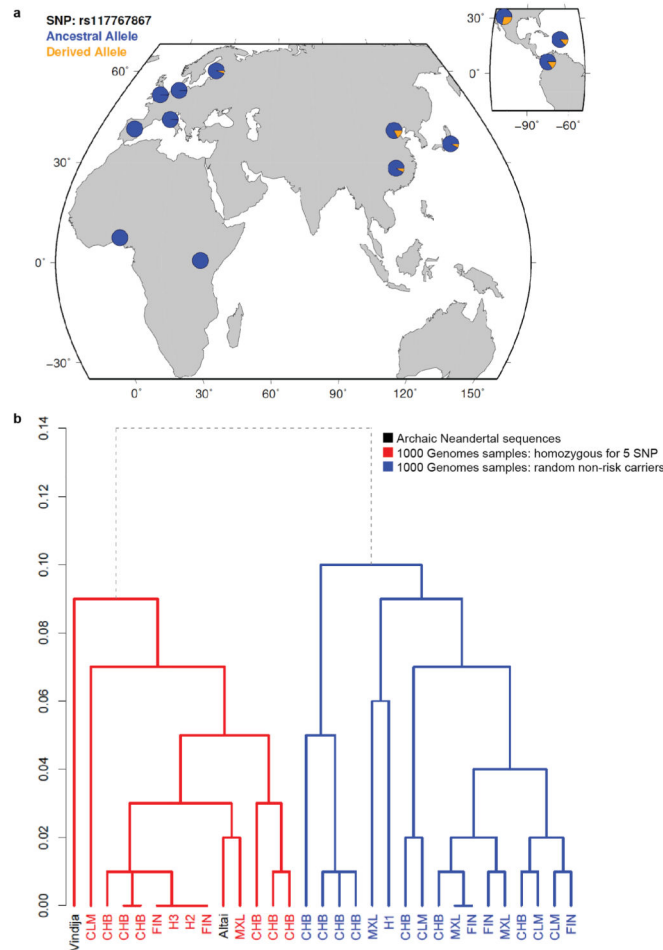 a
SNP: rs117767867
Ancestral Allele
Derived Allele
60˚
30˚
0˚
−30˚
0˚ 30˚ 60˚ 90˚ 120˚ 150˚
30˚
0˚
−90˚ −60˚
b
Archaic Neandertal sequences
1000 Genomes samples: homozygous for 5 SNP
1000 Genomes samples: random non-risk carriers
0.14
0.12
0.10
0.08
0.06
0.04
0.02
0.00
Vindija
CLM
CHB
CHB
CHB
FIN
H3
H2
FIN
Altai
MXL
CHB
CHB
CHB
CHB
CHB
CHB
CHB
MXL
H1
CHB
CLM
CHB
MXL
FIN
FIN
MXL
CHB
CLM
CLM
FIN